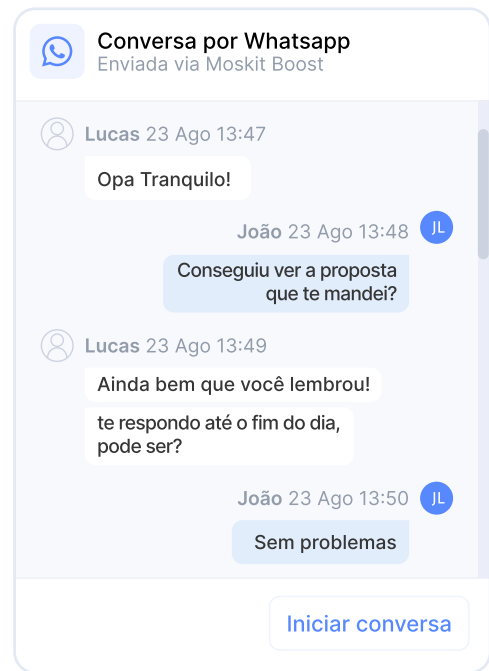 Conversa por Whatsapp
Enviada via Moskit Boost
Lucas 23 Ago 13:47
Opa Tranquilo!
João 23 Ago 13:48
JL
Conseguiu ver a proposta
que te mandei?
Lucas 23 Ago 13:49
Ainda bem que você lembrou!
te respondo até o fim do dia,
pode ser?
João 23 Ago 13:50
JL
Sem problemas
Iniciar conversa